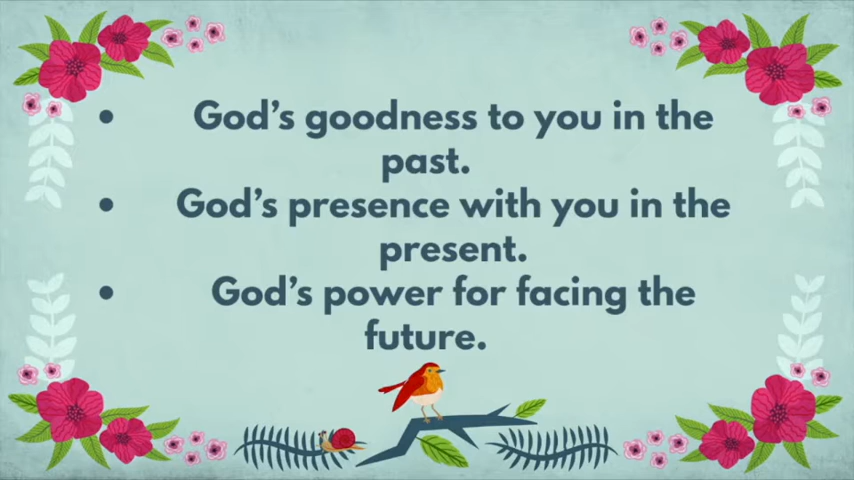 • God's goodness to you in the
past.
• God's presence with you in the
present.
• God's power for facing the
future.